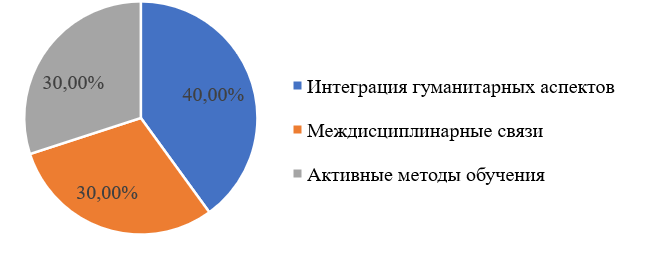 30,00%
40,00%
30,00%
Интеграция гуманитарных аспектов
Междисциплинарные связи
Активные методы обучения